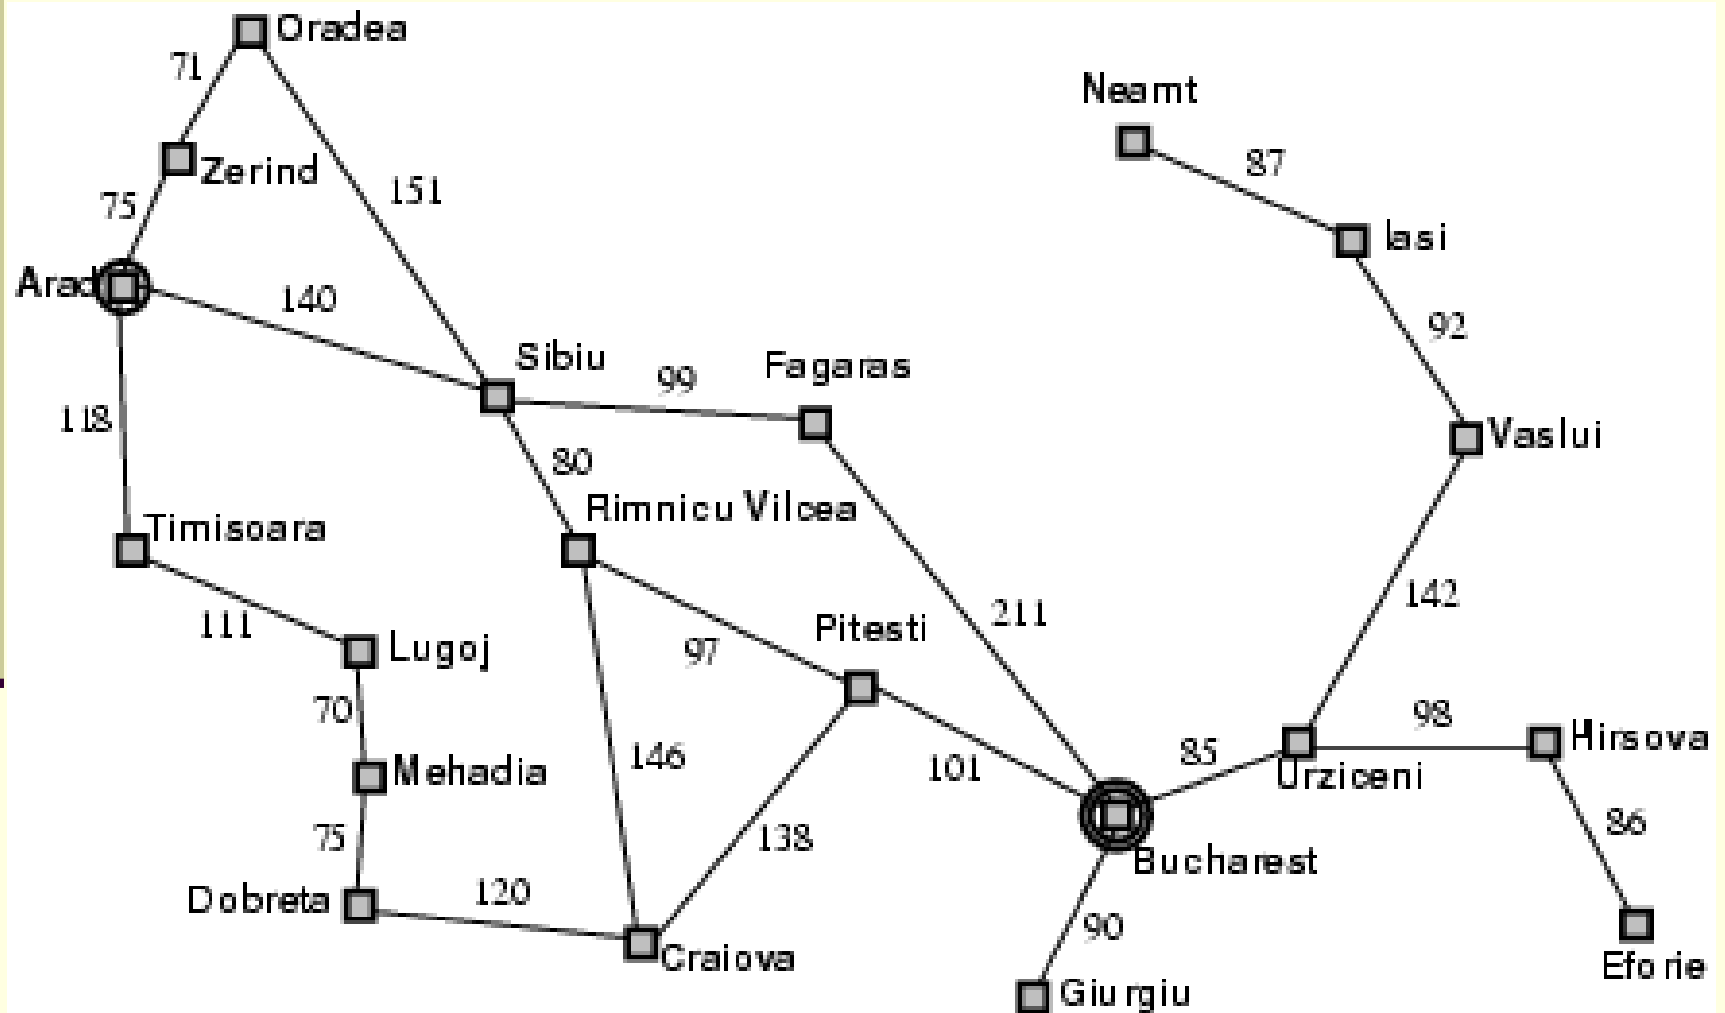 Oradea
71
Neamt
87
Zerind
151
75
Iasi
Arad
140
92
Sibiu
Fagaras
99
118
Vaslui
80
Rimnicu Vilcea
Timisoara
142
211
111
Pitesti
Lugoj
97
70
98
Hirsova
146
85
101
Urziceni
Mehadia
86
75
138
Bucharest
Dobreta
120
90
Craiova
Eforie
Giurgiu